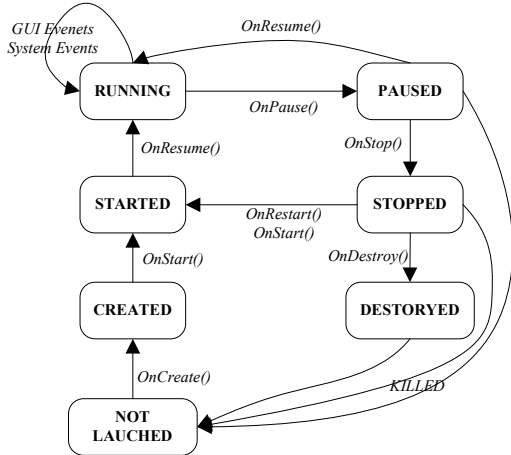 GUI Evenets
System Events
OnResume()
RUNNING
PAUSED
OnPause()
OnResume()
OnStop()
STARTED
STOPPED
OnRestart()
OnStart()
OnStart()
OnDestroy()
CREATED
DESTORYED
OnCreate()
KILLED
NOT
LAUCHED